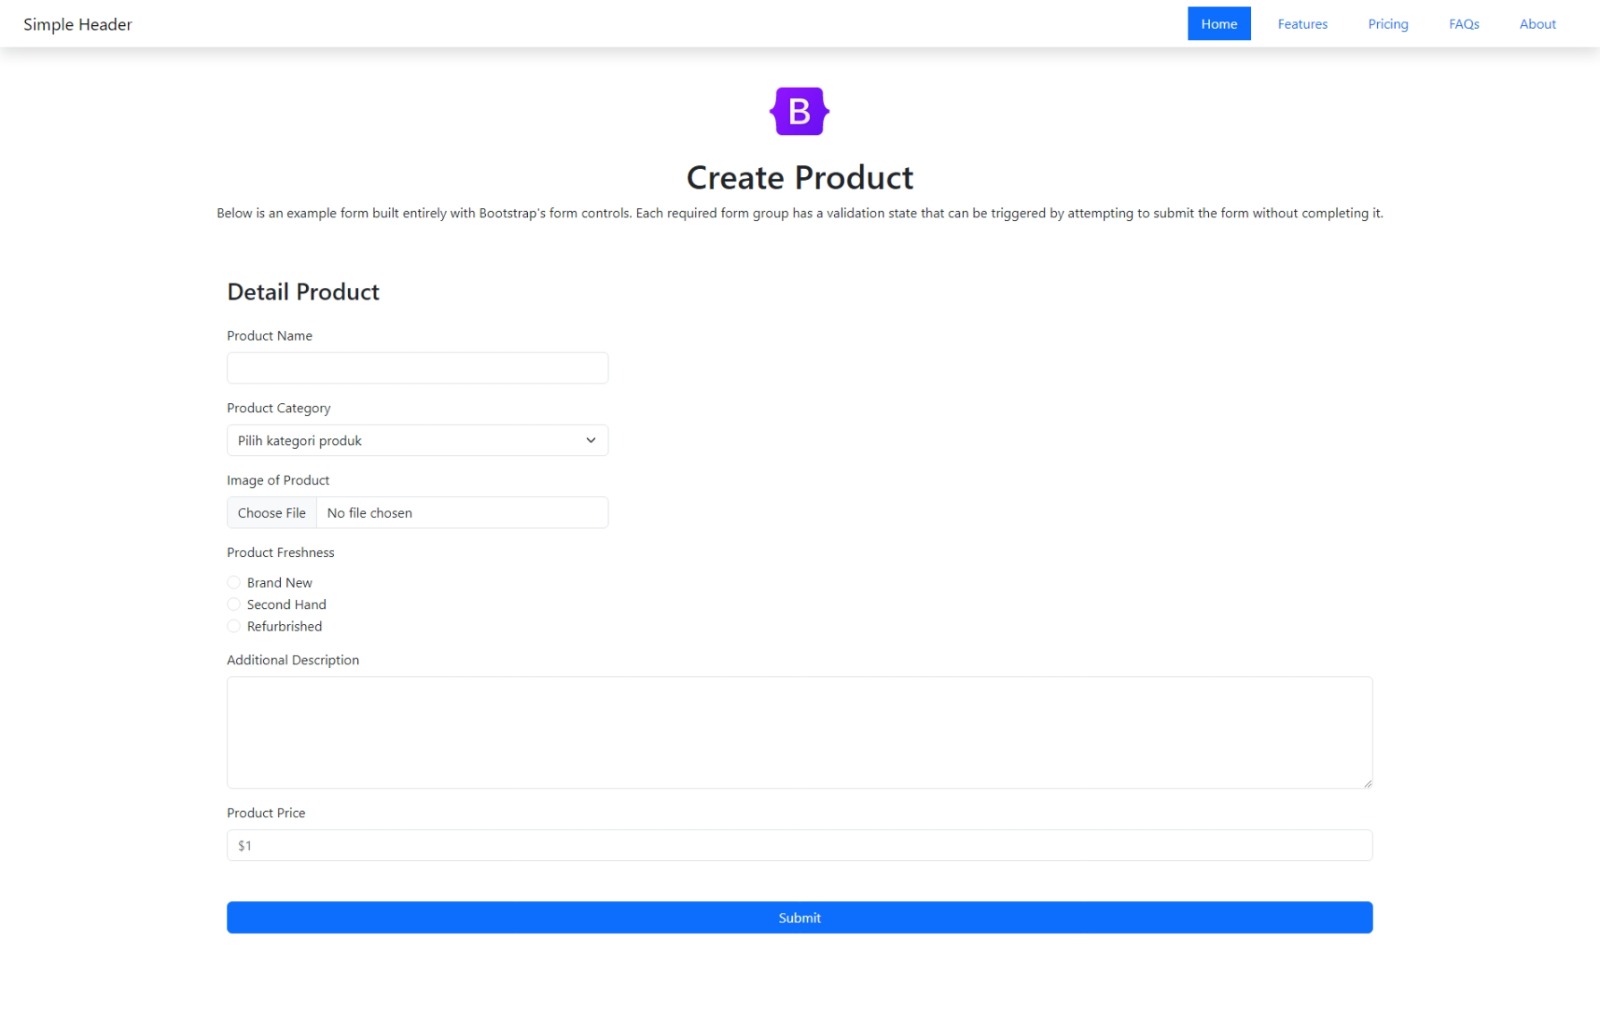 Simple Header
Home
Features
Pricing
FAQs
About
B
Create Product
Below is an example form built entirely with Bootstrap's form controls. Each required form group has a validation state that can be triggered by attempting to submit the form without completing it.
Detail Product
Product Name
Product Category
Pilih kategori produk
Image of Product
Choose File
No file chosen
Product Freshness
Brand New
Second Hand
Refurbrished
Additional Description
Product Price
$1
Submit